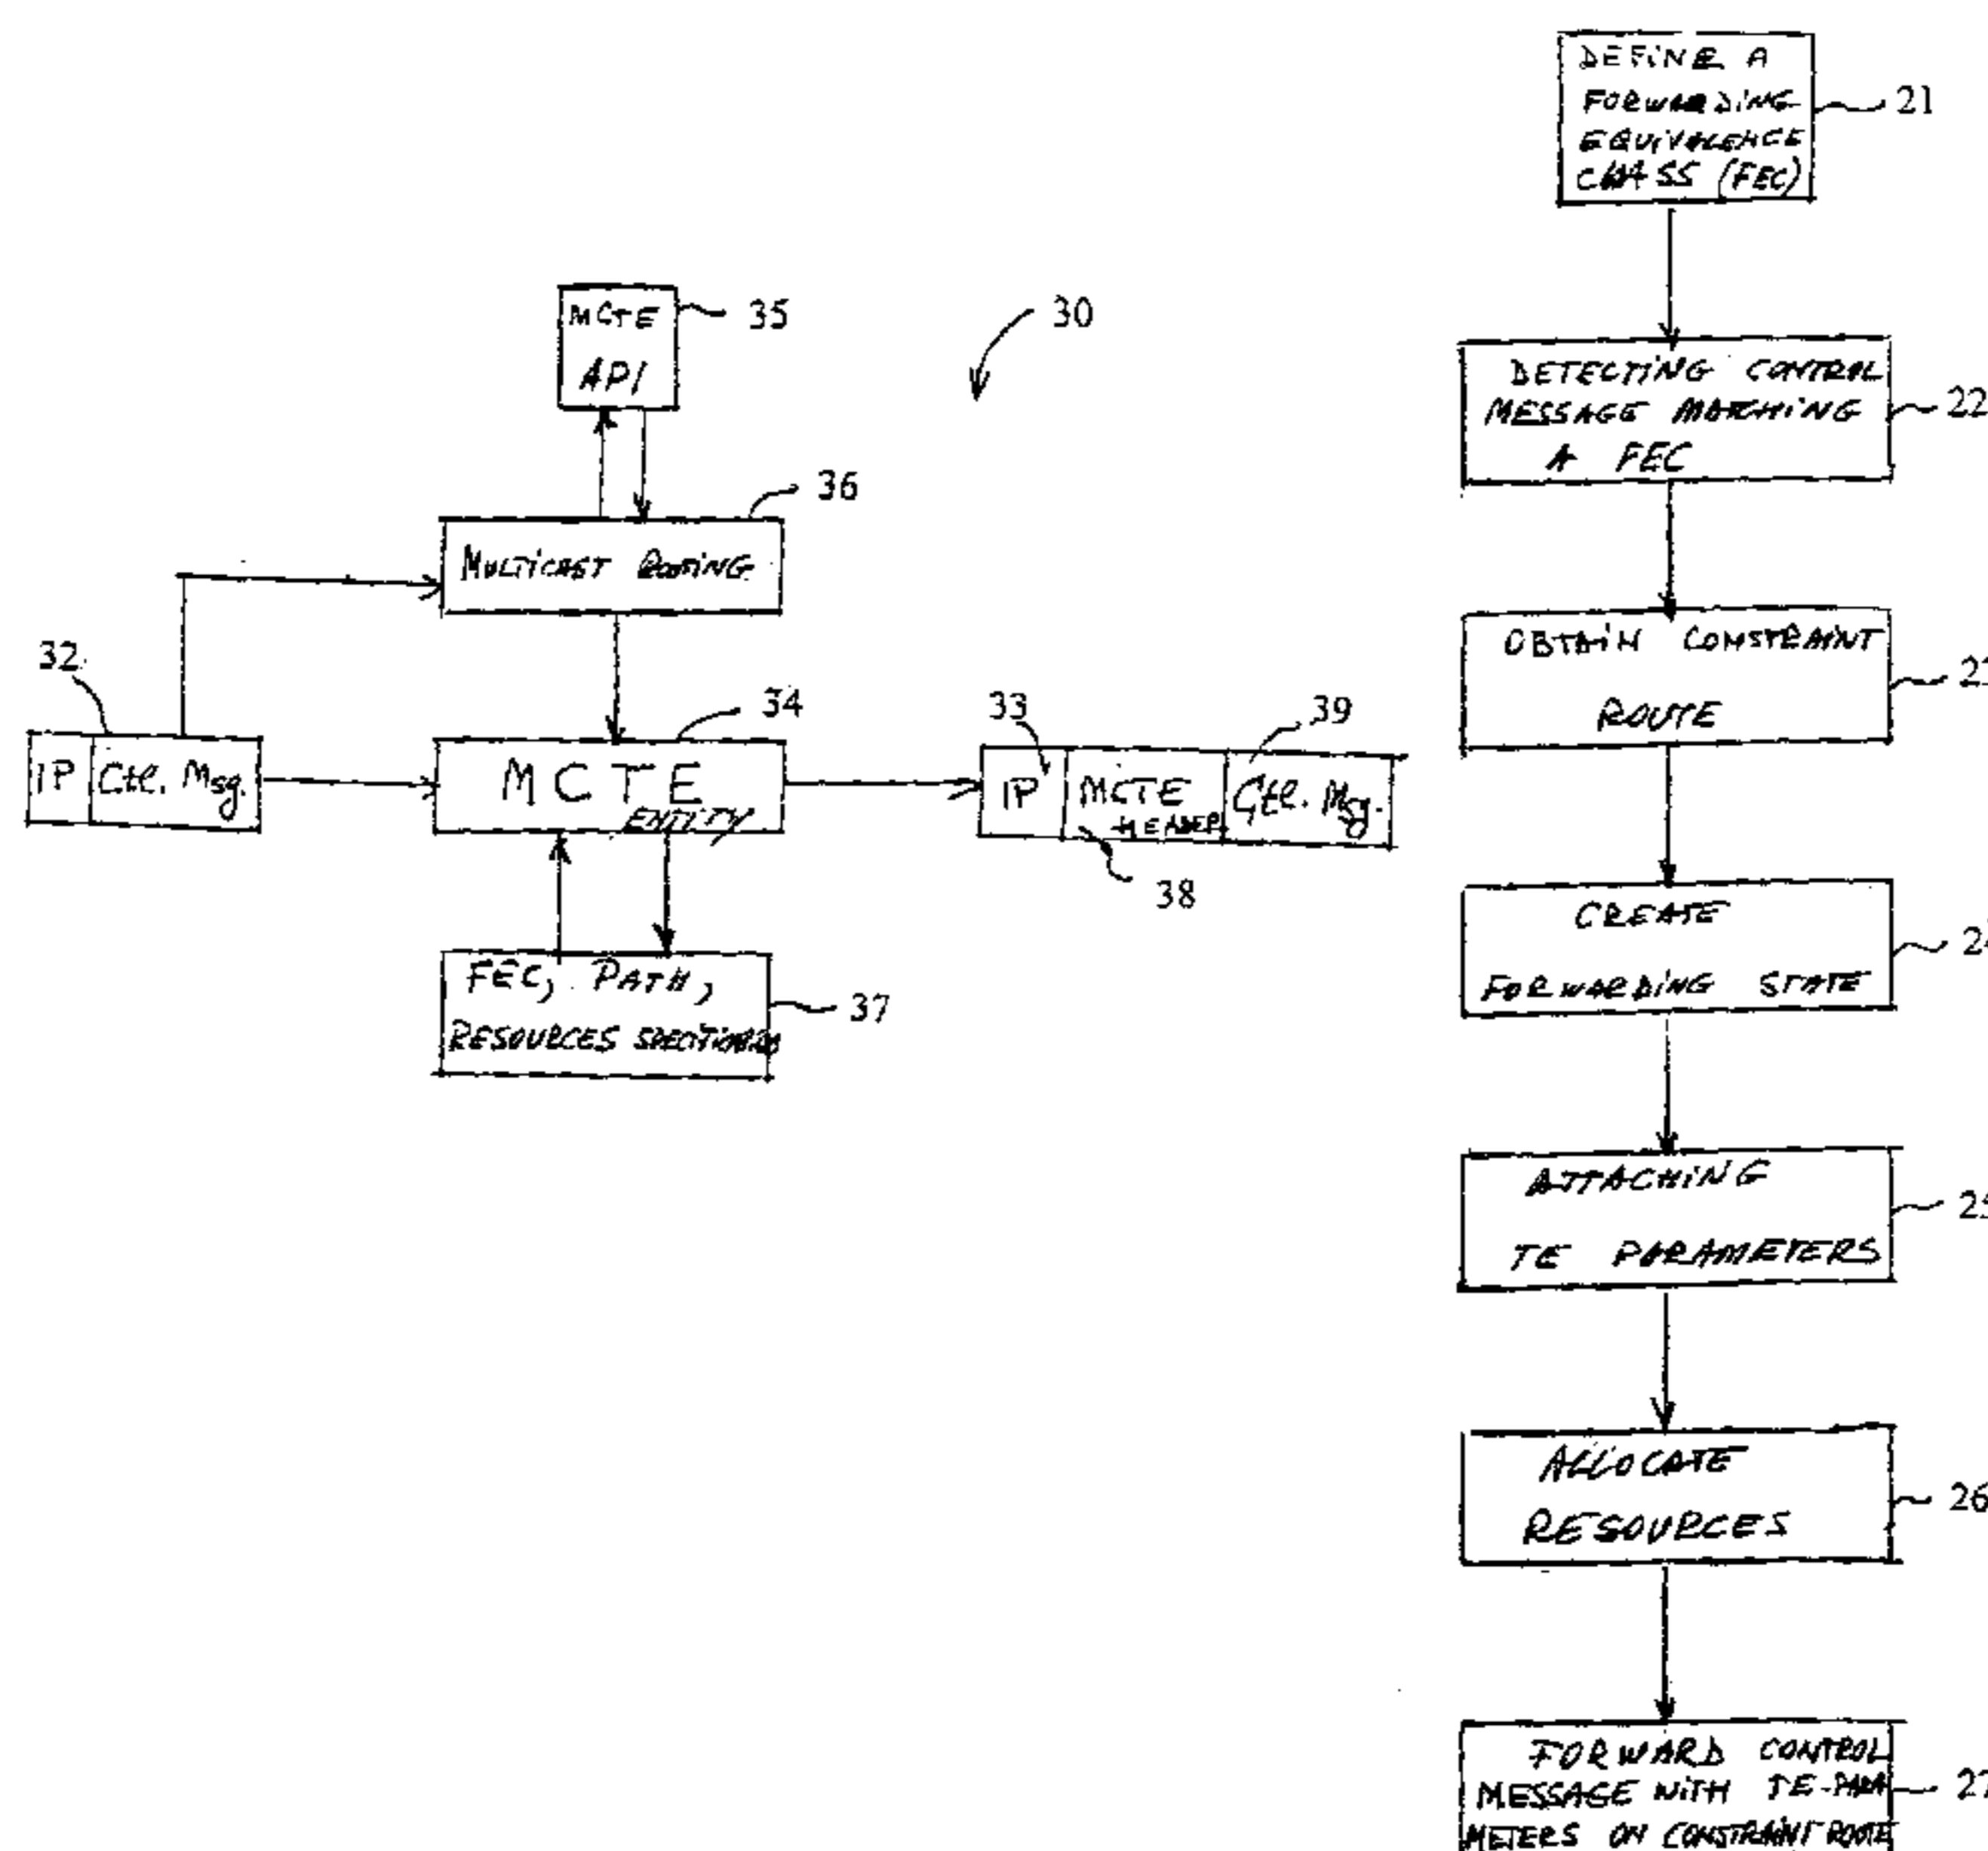 MCTE
API
35
30
36
MULTICAST ROUTING
32
IP Ctl. Msg.
34
MCTE
ENTITY
33
39
IP MCTE HEADER Ctl. Msg.
38
FEC, PATH,
RESOURCES
37
DEFINE A
FORWARDING
EQUIVALENCE
CLASS (FEC)
21
DETECTING CONTROL
MESSAGE MATCHING
A FEC
22
OBTAIN CONSTRAINT
ROUTE
CREATE
FORWARDING STATE
ATTACHING
TE PARAMETERS
ALLOCATE
RESOURCES
26
FORWARD CONTROL
MESSAGE WITH TE-PARA
METERS ON CONSTRAINT ROUTE
27